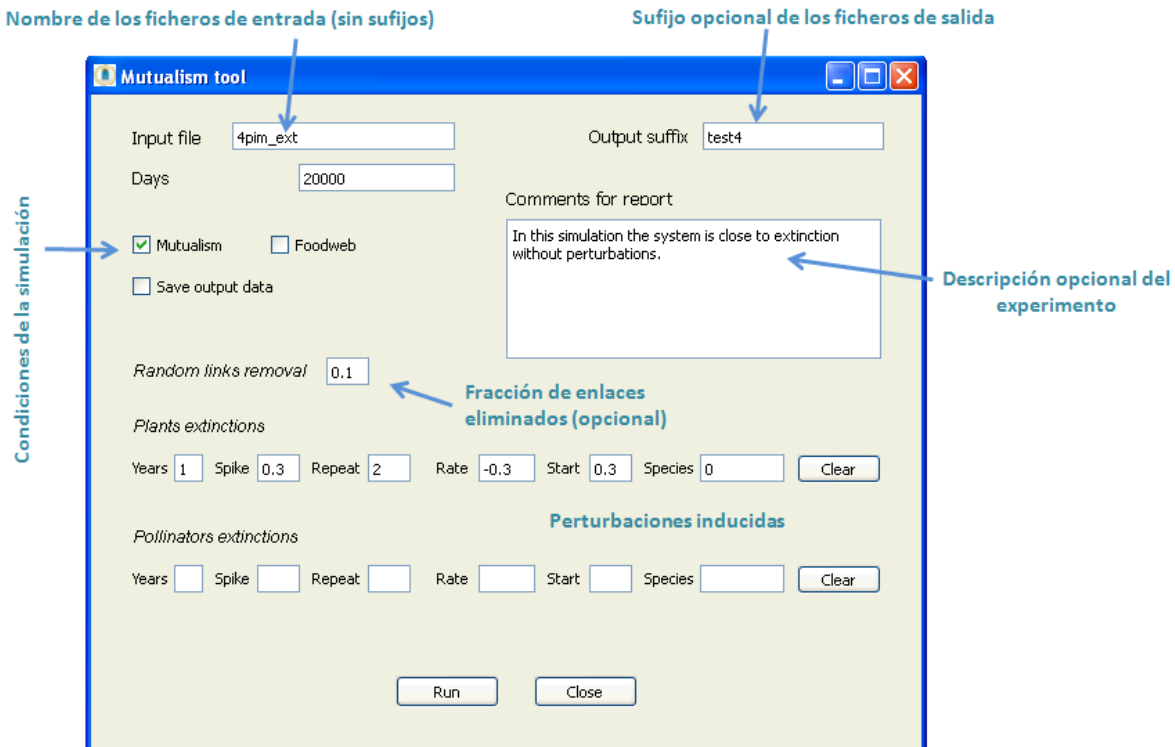 Nombre de los ficheros de entrada (sin sufijos)
Sufijo opcional de los ficheros de salida
Mutualism tool
Input file 4pim_ext
Output suffix test4
Days 20000
Comments for report
In this simulation the system is close to extinction
without perturbations.
Condiciones de la simulación
Mutualism Foodweb
Save output data
Descripción opcional del
experimento
Random links removal 0.1
Fracción de enlaces
eliminados (opcional)
Plants extinctions
Years 1 Spike 0.3 Repeat 2 Rate -0.3 Start 0.3 Species 0 Clear
Perturbaciones inducidas
Pollinators extinctions
Years Spike Repeat Rate Start Species Clear
Run Close